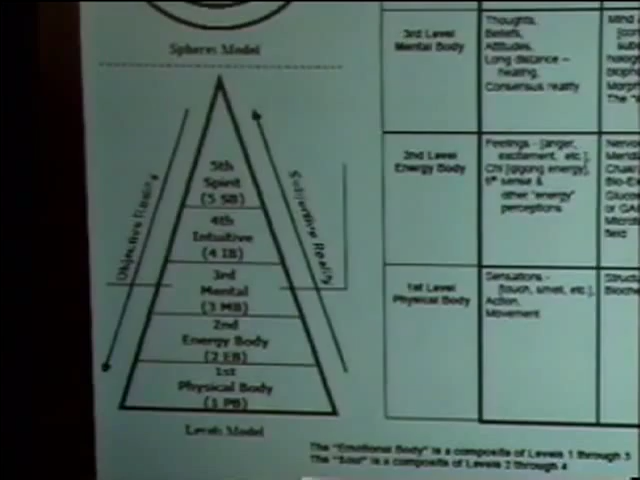 Spheres Model
5th
Spirit
(5 SB)
4th
Intuitive
(4 IB)
3rd
Mental
(3 MB)
2nd
Energy Body
(2 EB)
1st
Physical Body
(1 PB)
Objective Reality
Subjective Reality
Levels Model
3rd Level
Mental Body
Thoughts,
Beliefs,
Attitudes,
Long distance –
healing,
Consensus reality
Mind
2nd Level
Energy Body
Feelings - [anger,
excitement, etc.],
Chi [qigong energy],
6th sense &
other "energy"
perceptions
or
field
1st Level
Physical Body
Sensations -
[touch, smell, etc.],
Action,
Movement
The "Emotional Body" is a composite of Levels 1 through 3
The "Soul" is a composite of Levels 2 through 4